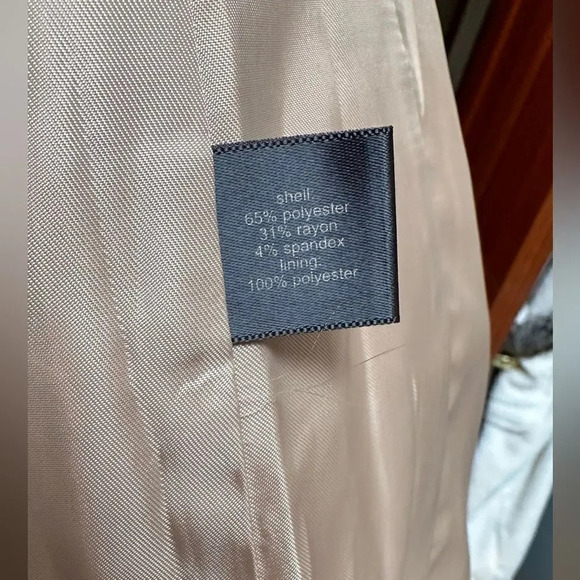 shell:
65% polyester
31% rayon
4% spandex
lining:
100% polyester